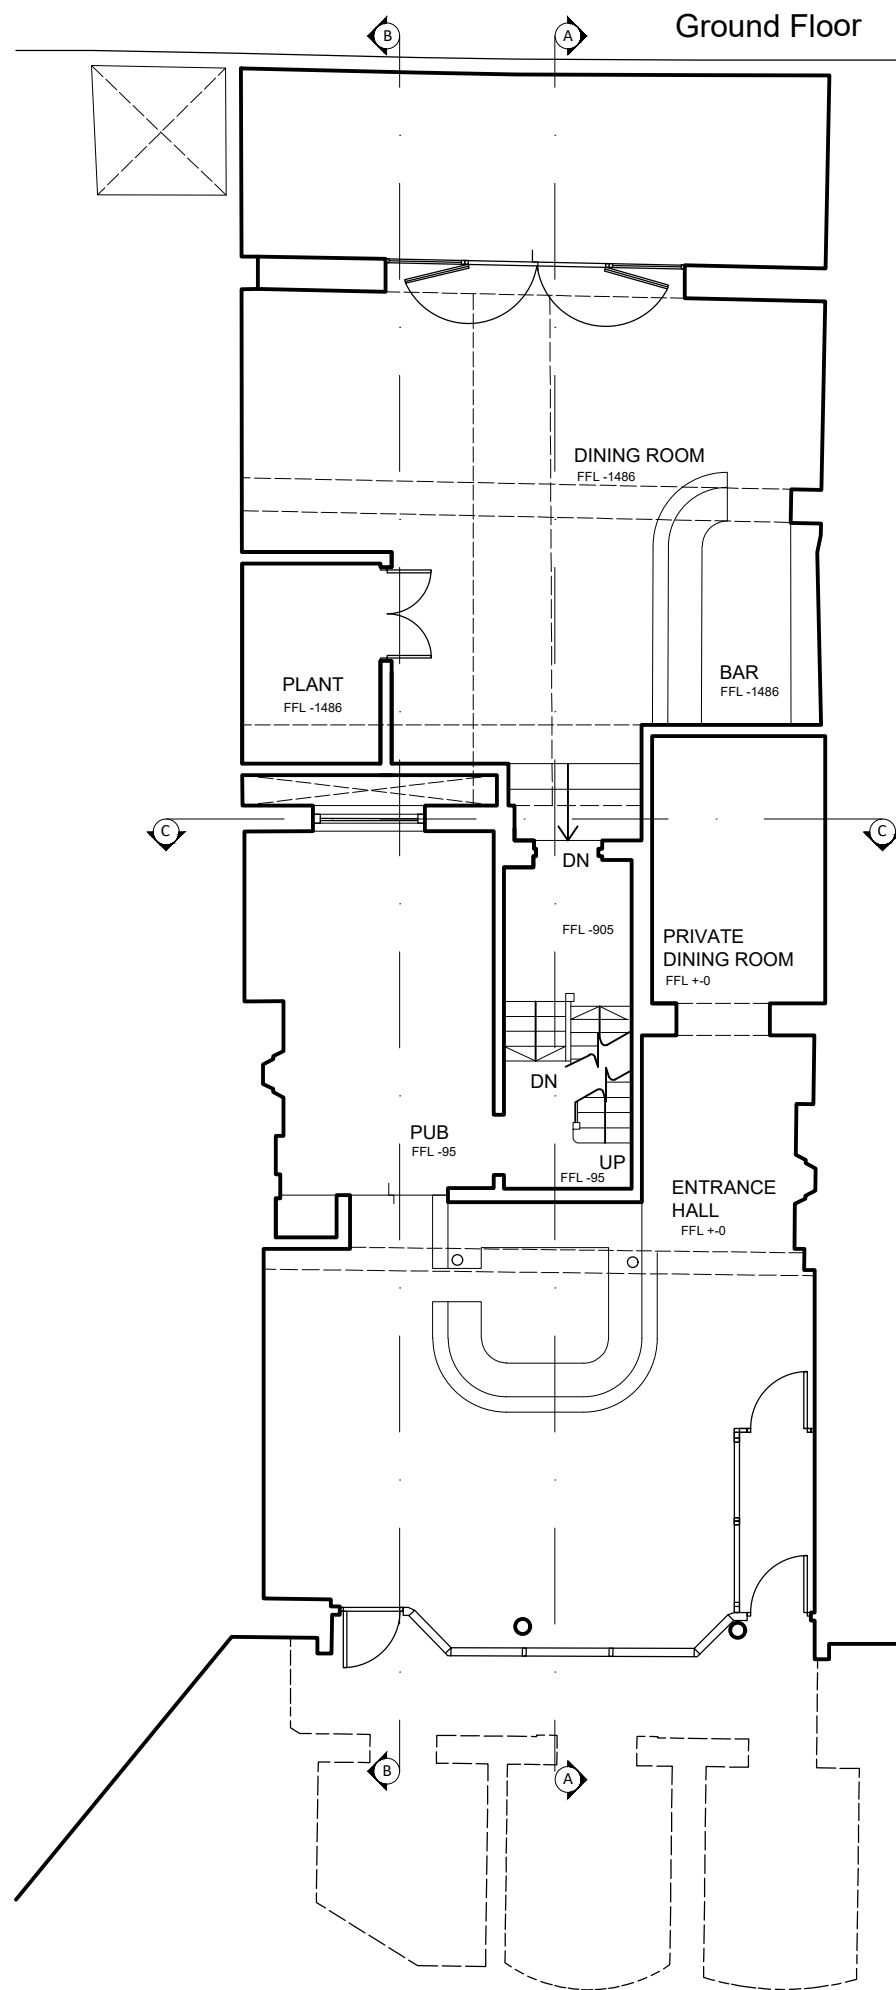 Ground Floor
B
A
DINING ROOM
FFL -1486
BAR
FFL -1486
PLANT
FFL -1486
C
C
DN
FFL -905
PRIVATE
DINING ROOM
FFL +-0
DN
PUB
FFL -95
UP
FFL -95
ENTRANCE
HALL
FFL +-0
B
A